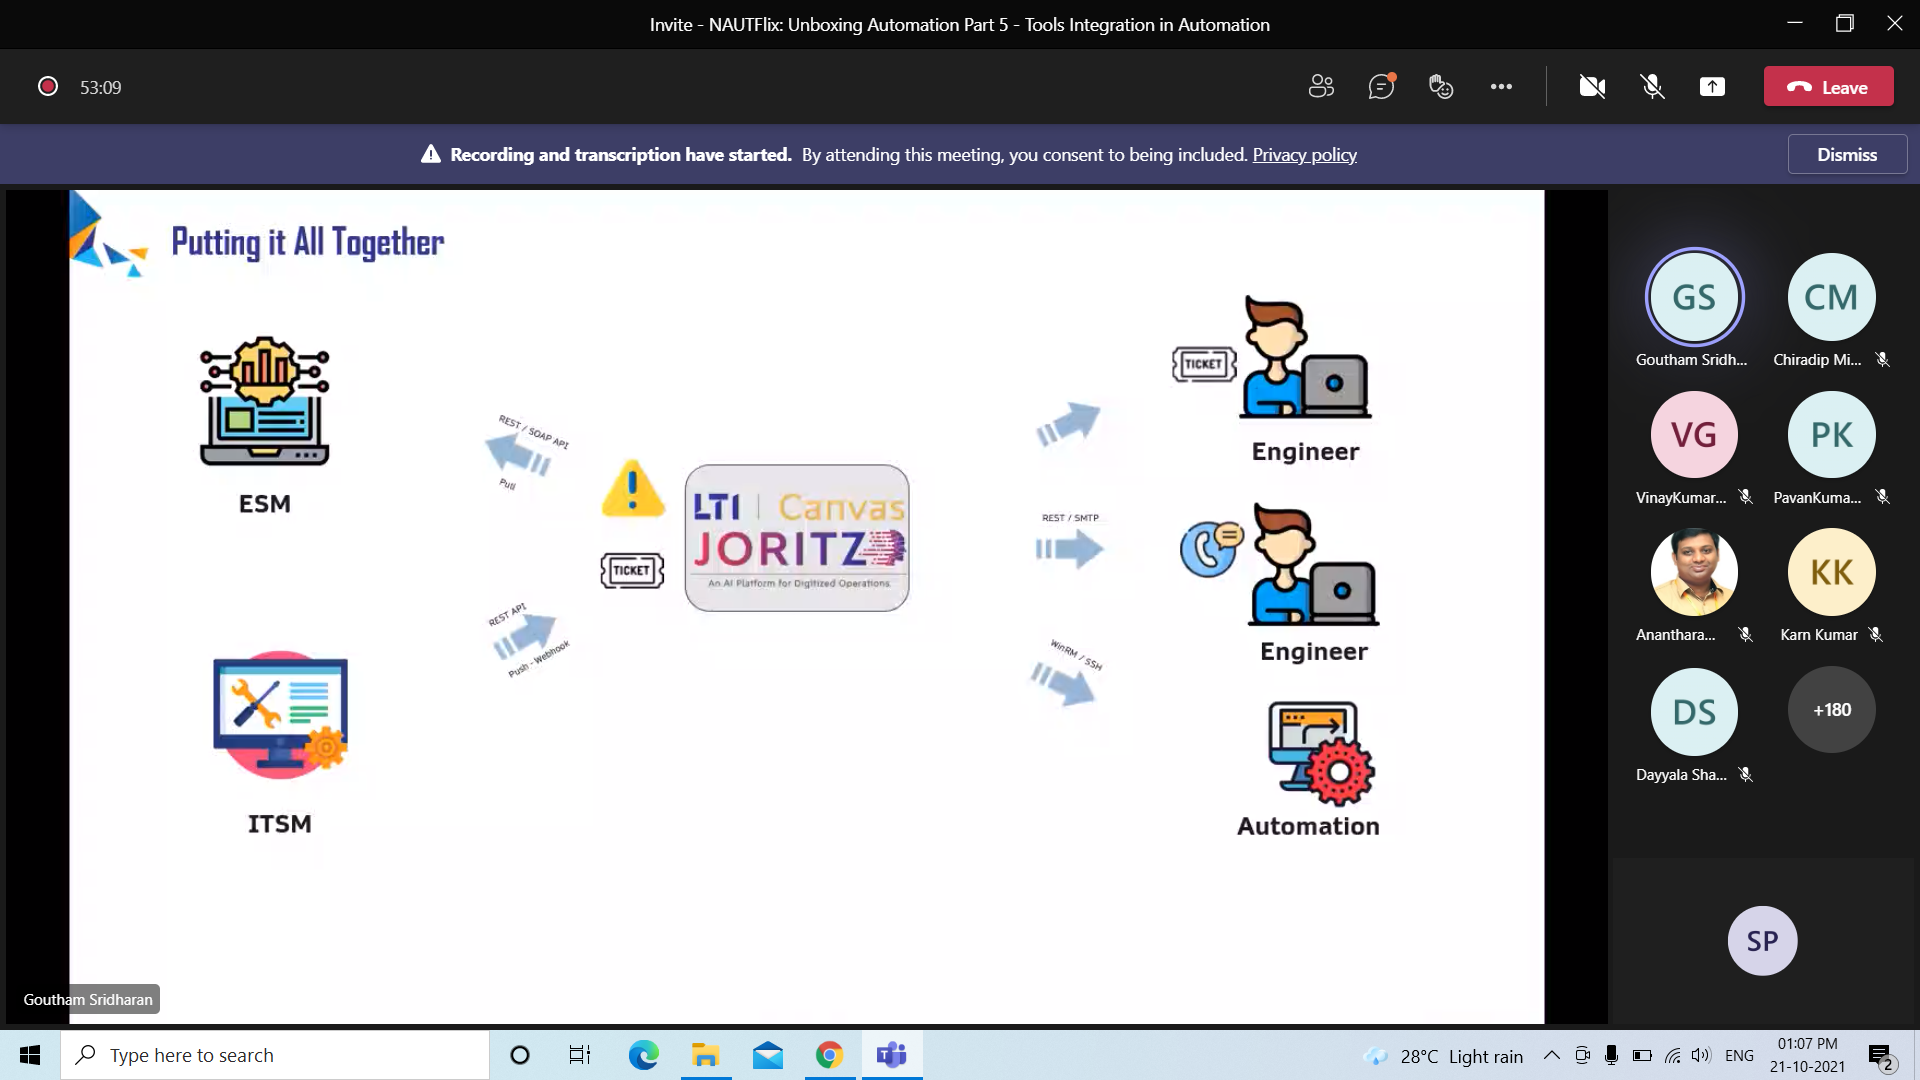 Invite - NAUTFlix: Unboxing Automation Part 5 - Tools Integration in Automation
53:09
Leave
Recording and transcription have started. By attending this meeting, you consent to being included. Privacy policy
Dismiss
Putting it All Together
ESM
REST / SOAP API
Pull
REST API
Push - Webhook
ITSM
TICKET
LTI | Canvas
JORITZ
An AI Platform for Digitized Operations
TICKET
Engineer
REST / SMTP
Engineer
WinRM / SSH
Automation
Goutham Sridharan
GS
CM
Goutham Sridh...
Chiradip Mi...
VG
PK
VinayKumar...
PavanKuma...
KK
Ananthara...
Karn Kumar
DS
+180
Dayyala Sha...
SP
Type here to search
28°C Light rain
ENG
01:07 PM
21-10-2021
2